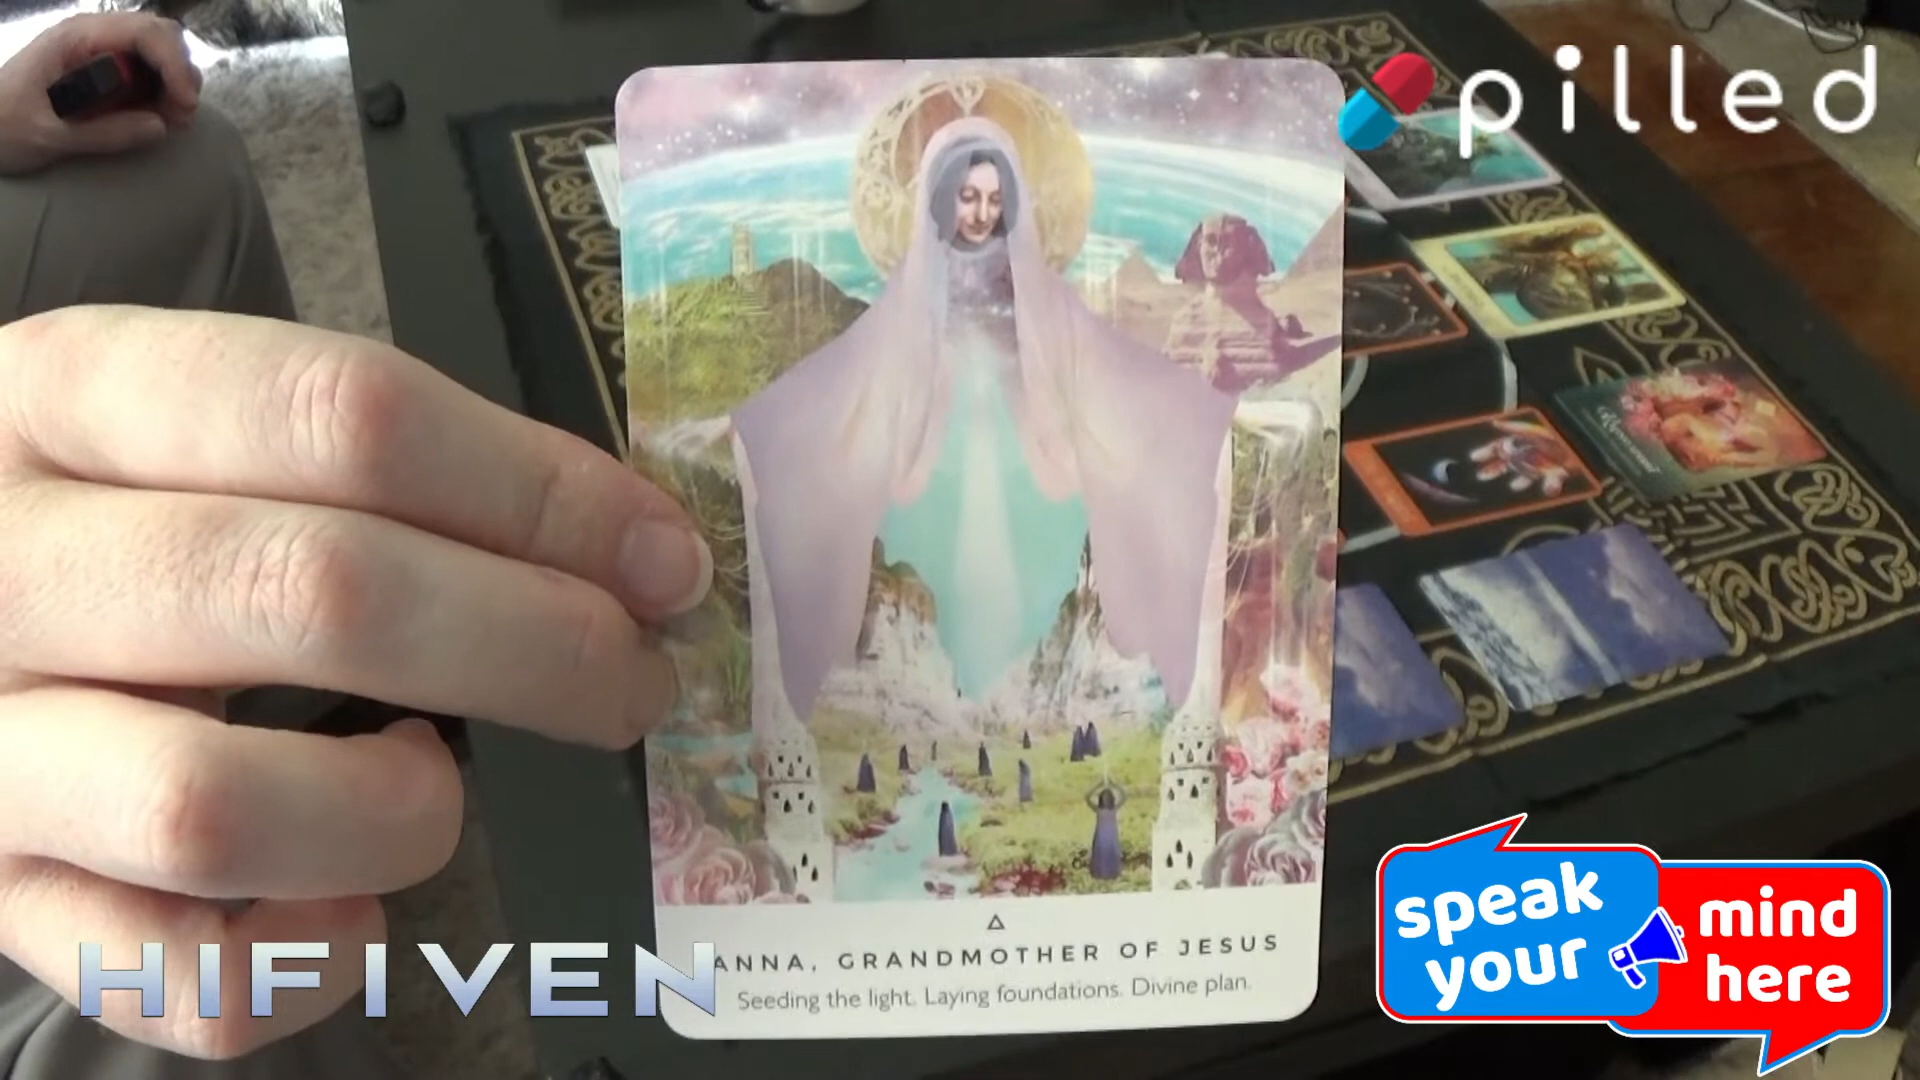 pilled
ANNA, GRANDMOTHER OF JESUS
Seeding the light. Laying foundations. Divine plan.
HIFIVEN
speak
your
mind
here